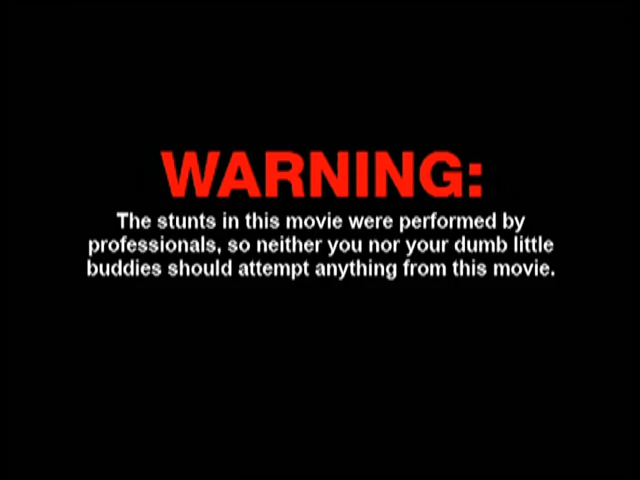 WARNING:
The stunts in this movie were performed by
professionals, so neither you nor your dumb little
buddies should attempt anything from this movie.